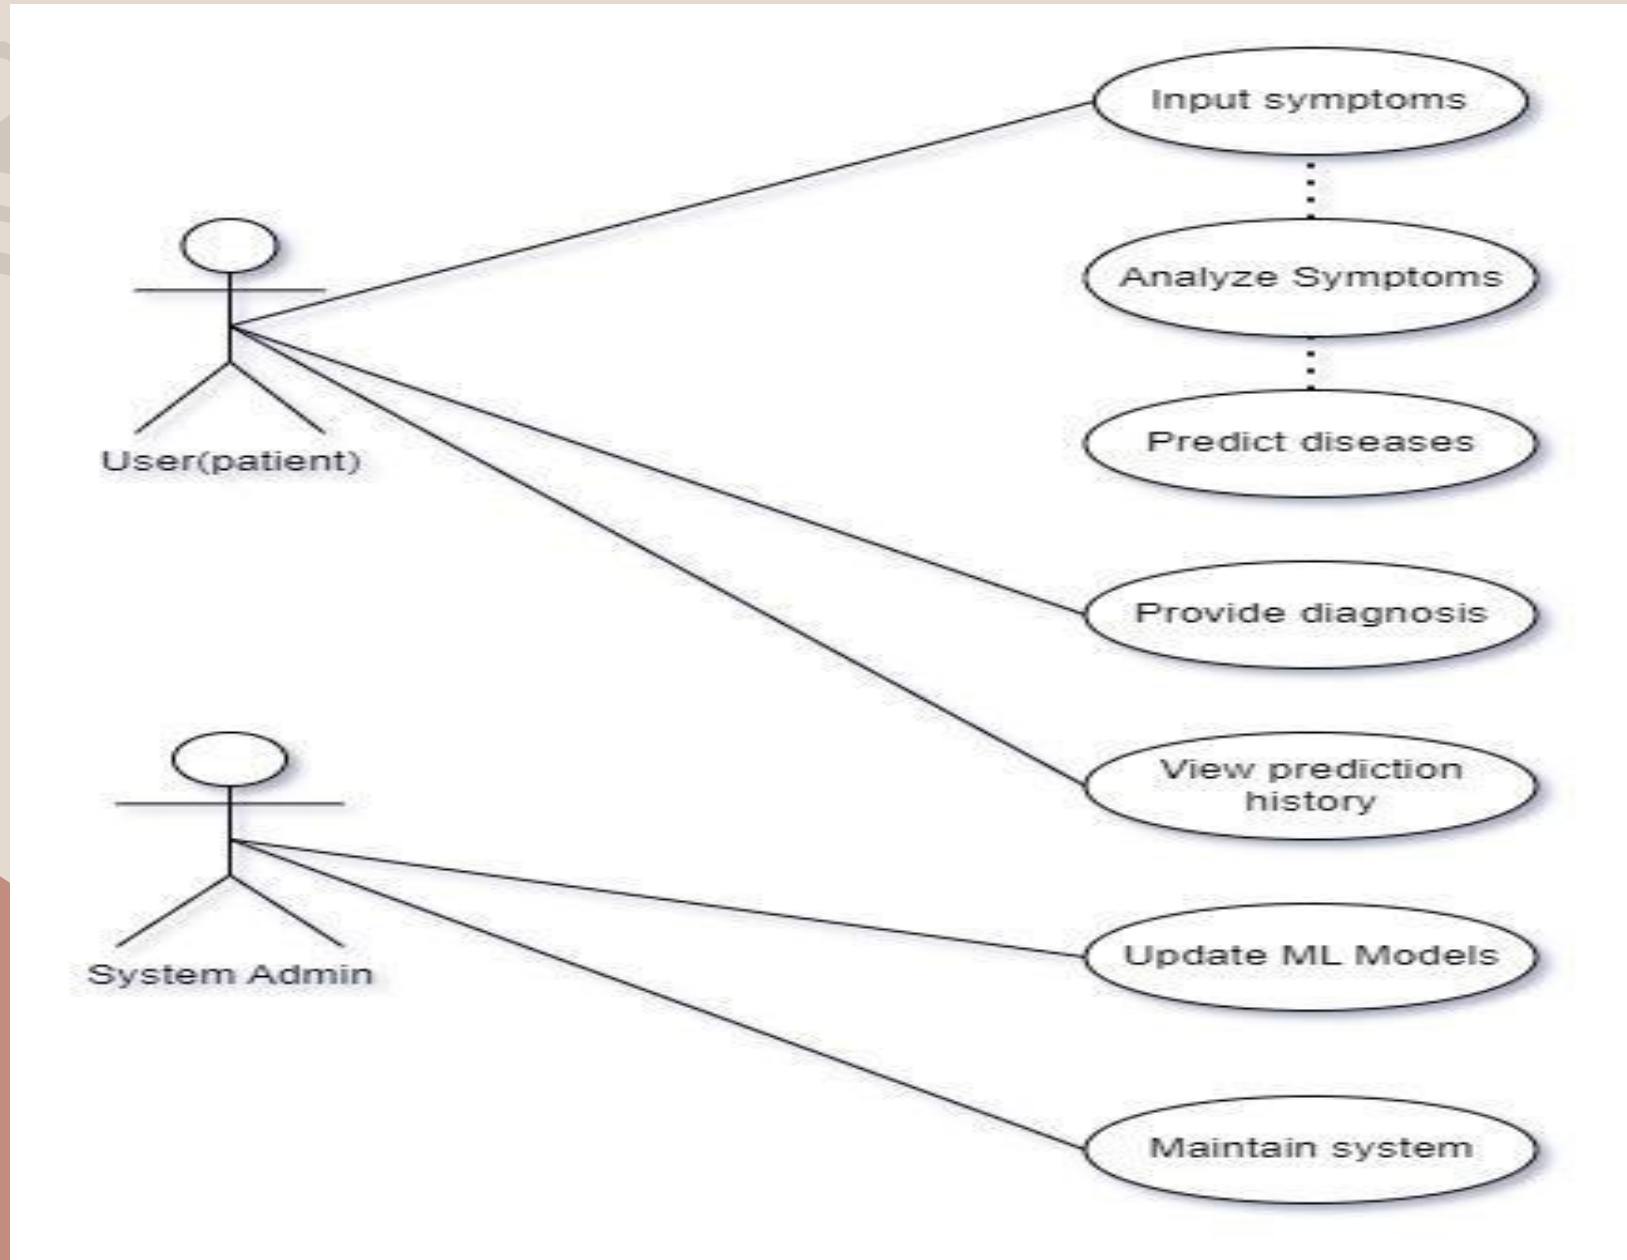 Input symptoms
Analyze Symptoms
Predict diseases
User(patient)
Provide diagnosis
View prediction
history
Update ML Models
System Admin
Maintain system